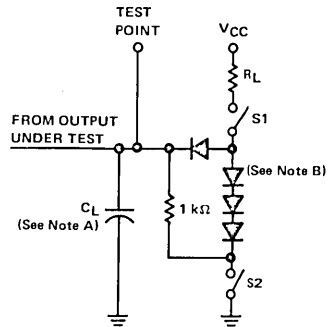 TEST
POINT
VCC
RL
S1
FROM OUTPUT
UNDER TEST
(See Note B)
CL
(See Note A)
1 kΩ
S2